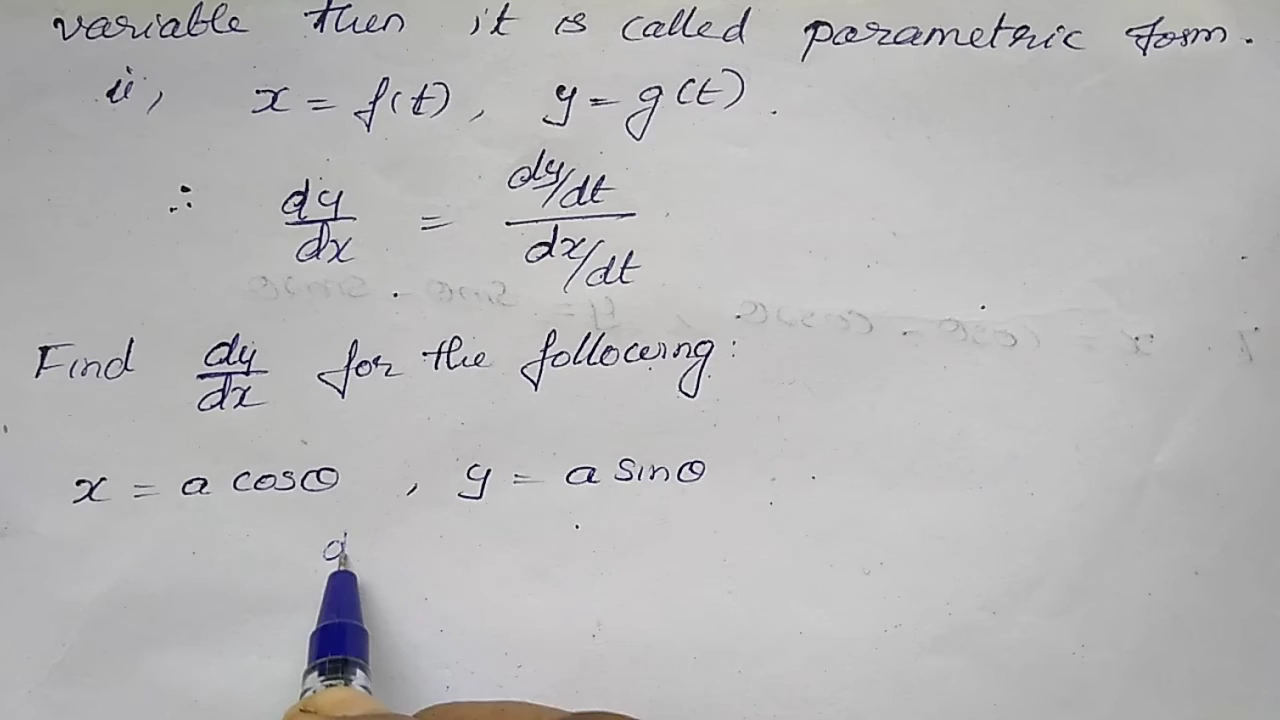 variable then it is called parametric form.
ii, x = f(t), y = g(t).
∴ dy/dx = dy/dt / dx/dt
Find dy/dx for the following:
x = a cosθ , y = a sinθ
d